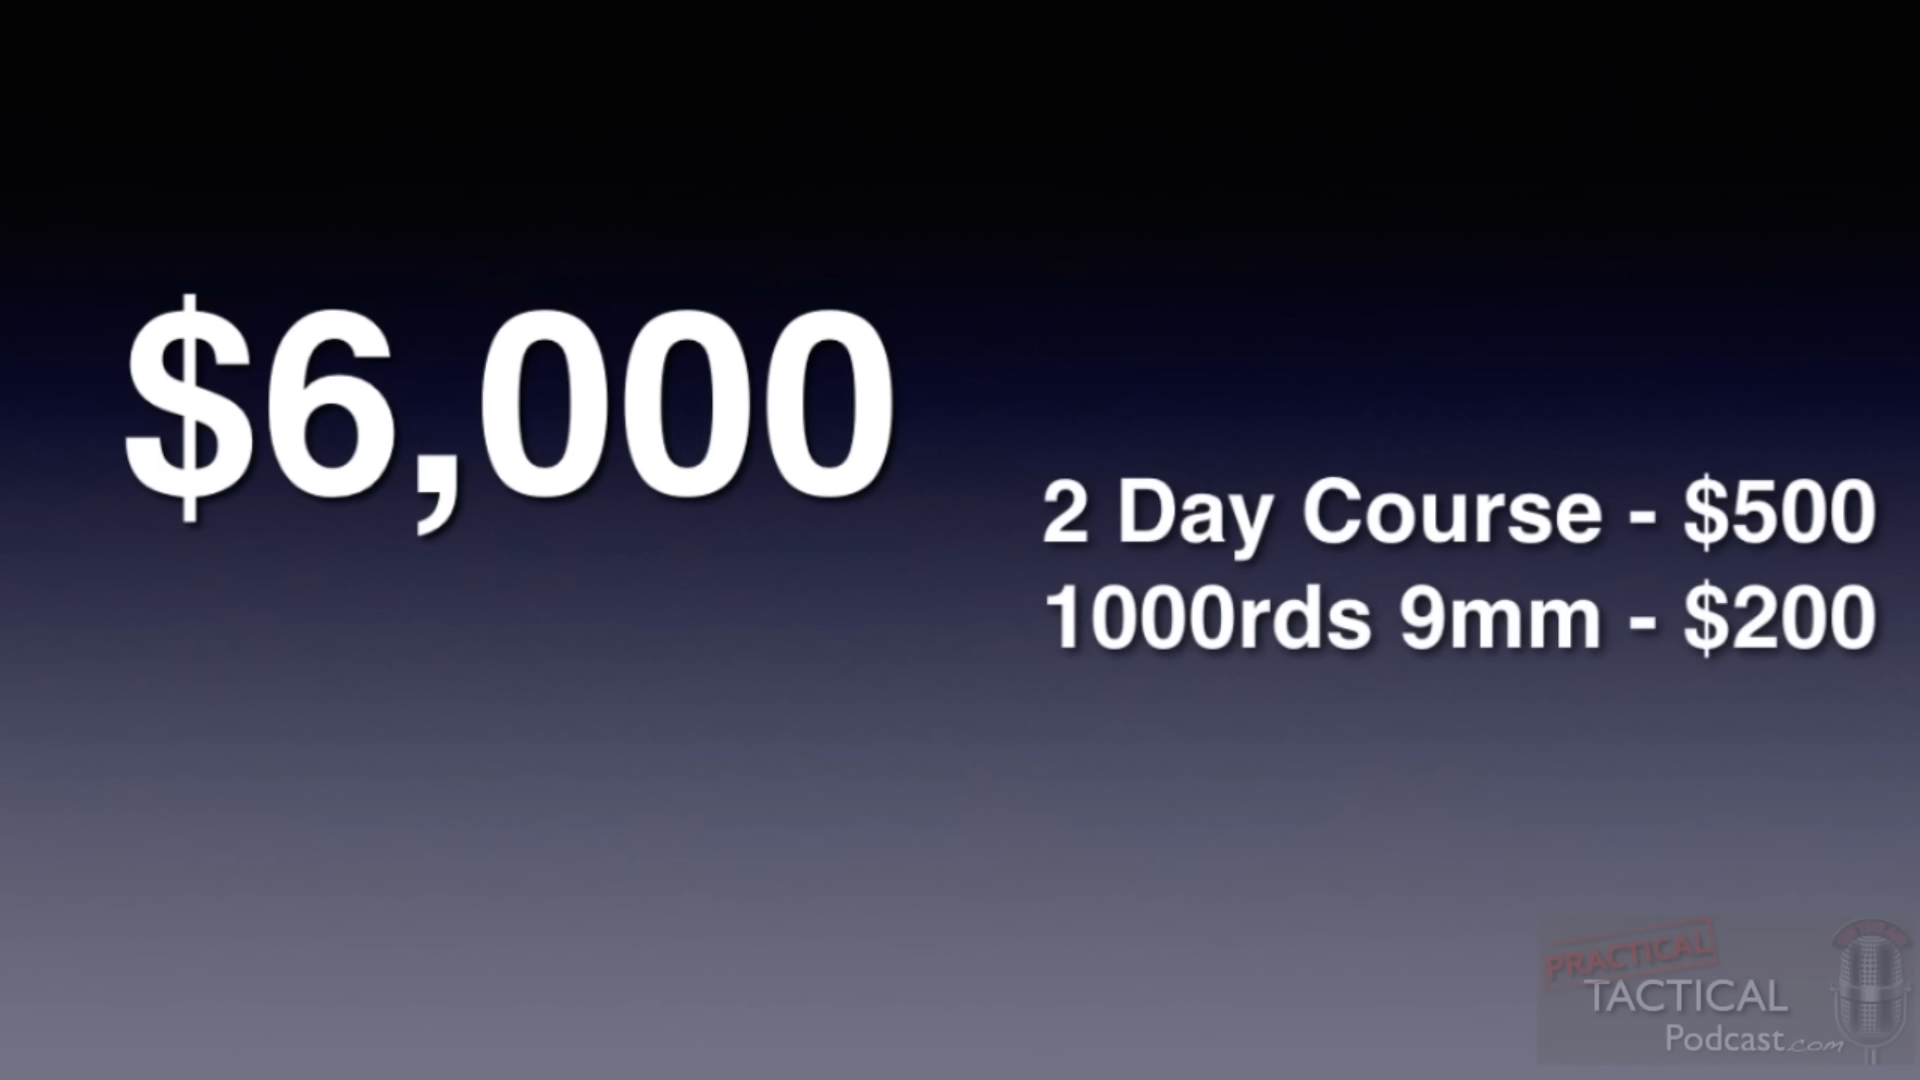 $6,000
2 Day Course - $500
1000rds 9mm - $200
PRACTICAL
TACTICAL
Podcast.com